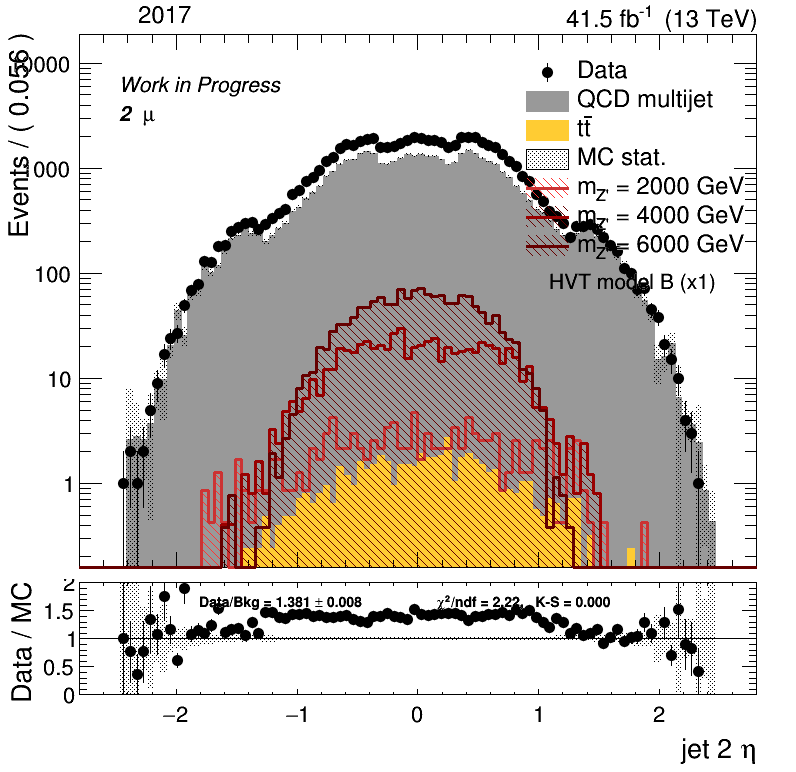 2017
41.5 fb⁻¹ (13 TeV)
Events / ( 0.056 )
Work in Progress
2 μ
Data
QCD multijet
tt̄
MC stat.
m_Z' = 2000 GeV
m_Z' = 4000 GeV
m_Z' = 6000 GeV
HVT model B (x1)
1000
100
10
1
Data / MC
Data/Bkg = 1.381 ± 0.008
χ²/ndf = 2.22, K-S = 0.000
2
1.5
1
0.5
0
−2
−1
0
1
2
jet 2 η